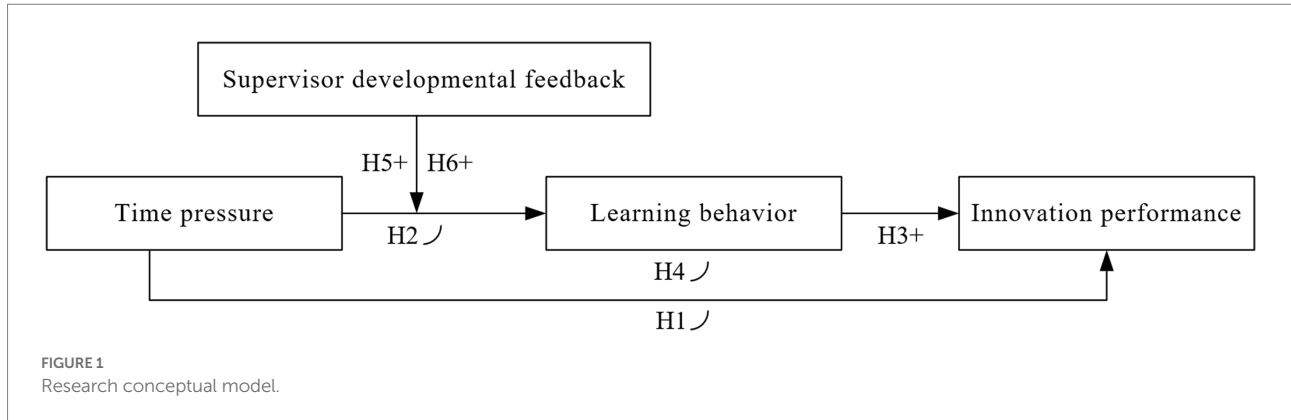 Supervisor developmental feedback
H5+ H6+
Time pressure
Learning behavior
Innovation performance
H2
H3+
H4
H1
FIGURE 1
Research conceptual model.